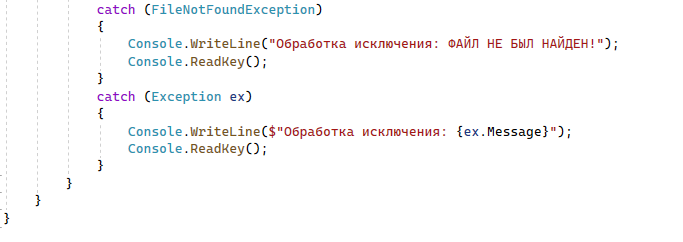 catch (FileNotFoundException)
{
Console.WriteLine("Обработка исключения: ФАЙЛ НЕ БЫЛ НАЙДЕН!");
Console.ReadKey();
}
catch (Exception ex)
{
Console.WriteLine($"Обработка исключения: {ex.Message}");
Console.ReadKey();
}
}
}
}